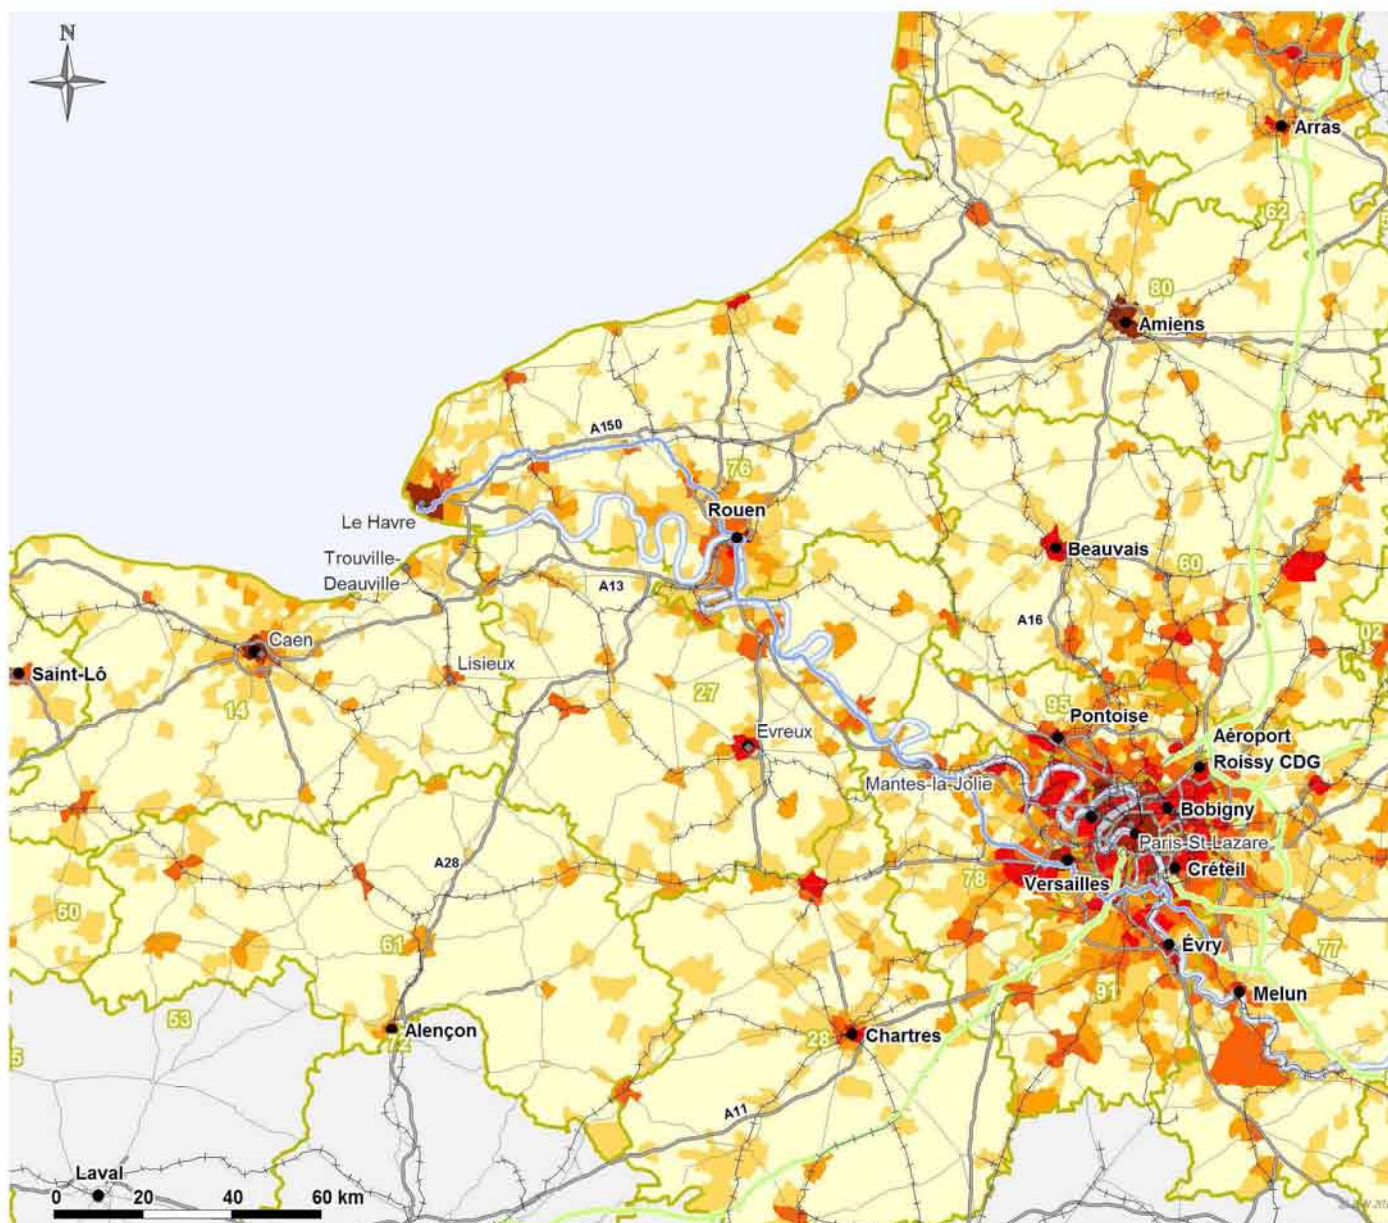 N
Arras
62
80
Amiens
A150
76
Rouen
Le Havre
Trouville-
Deauville
A13
Beauvais
60
A16
02
Caen
Saint-Lô
Lisieux
14
27
95
Pontoise
Evreux
Aéroport
Roissy CDG
Mantes-la-Jolie
Bobigny
Paris-St-Lazare
A28
78
Versailles
Créteil
50
61
Évry
77
91
Melun
53
Alençon
72
28
Chartres
A11
Laval
0 20 40 60 km